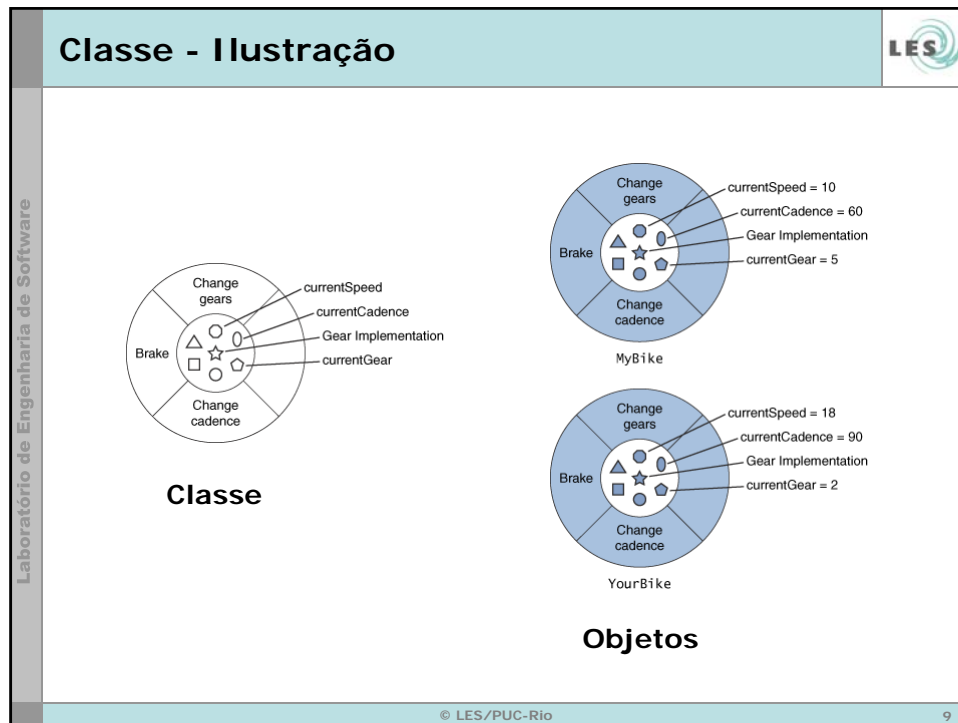 Classe - Ilustração
LES
Laboratório de Engenharia de Software
Change
gears
Brake
Change
cadence
currentSpeed
currentCadence
Gear Implementation
currentGear
Classe
Change
gears
Brake
Change
cadence
currentSpeed = 10
currentCadence = 60
Gear Implementation
currentGear = 5
MyBike
Change
gears
Brake
Change
cadence
currentSpeed = 18
currentCadence = 90
Gear Implementation
currentGear = 2
YourBike
Objetos
© LES/PUC-Rio
9